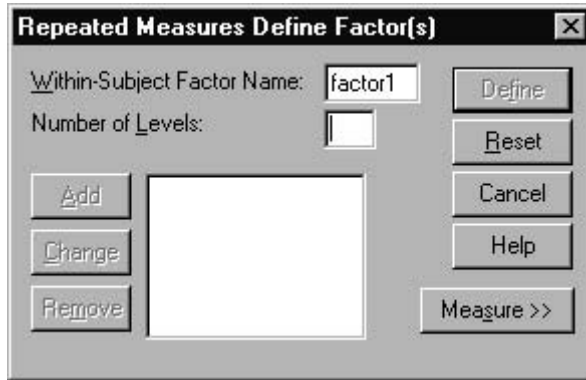 Repeated Measures Define Factor(s)
Within-Subject Factor Name: factor1
Define
Number of Levels:
Reset
Add
Cancel
Change
Help
Remove
Measure >>